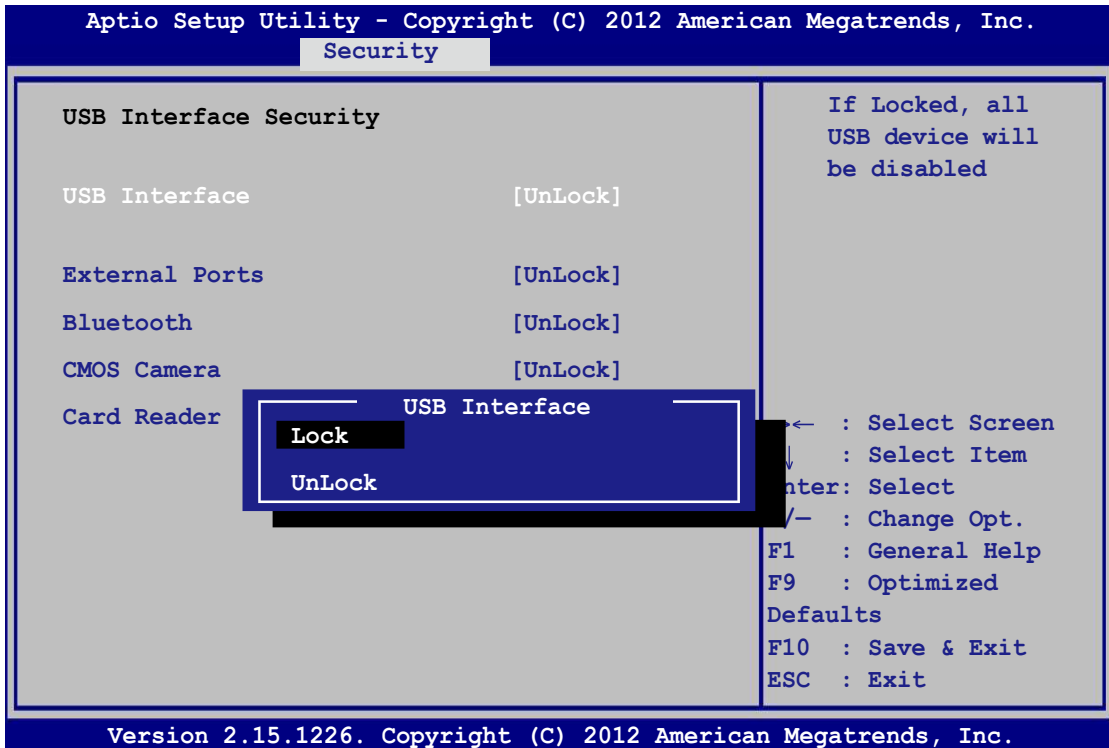 Aptio Setup Utility - Copyright (C) 2012 American Megatrends, Inc.
Security
USB Interface Security
USB Interface [UnLock]
External Ports [UnLock]
Bluetooth [UnLock]
CMOS Camera [UnLock]
Card Reader
USB Interface
Lock
UnLock
If Locked, all
USB device will
be disabled
← : Select Screen
↓ : Select Item
nter: Select
/— : Change Opt.
F1 : General Help
F9 : Optimized
Defaults
F10 : Save & Exit
ESC : Exit
Version 2.15.1226. Copyright (C) 2012 American Megatrends, Inc.